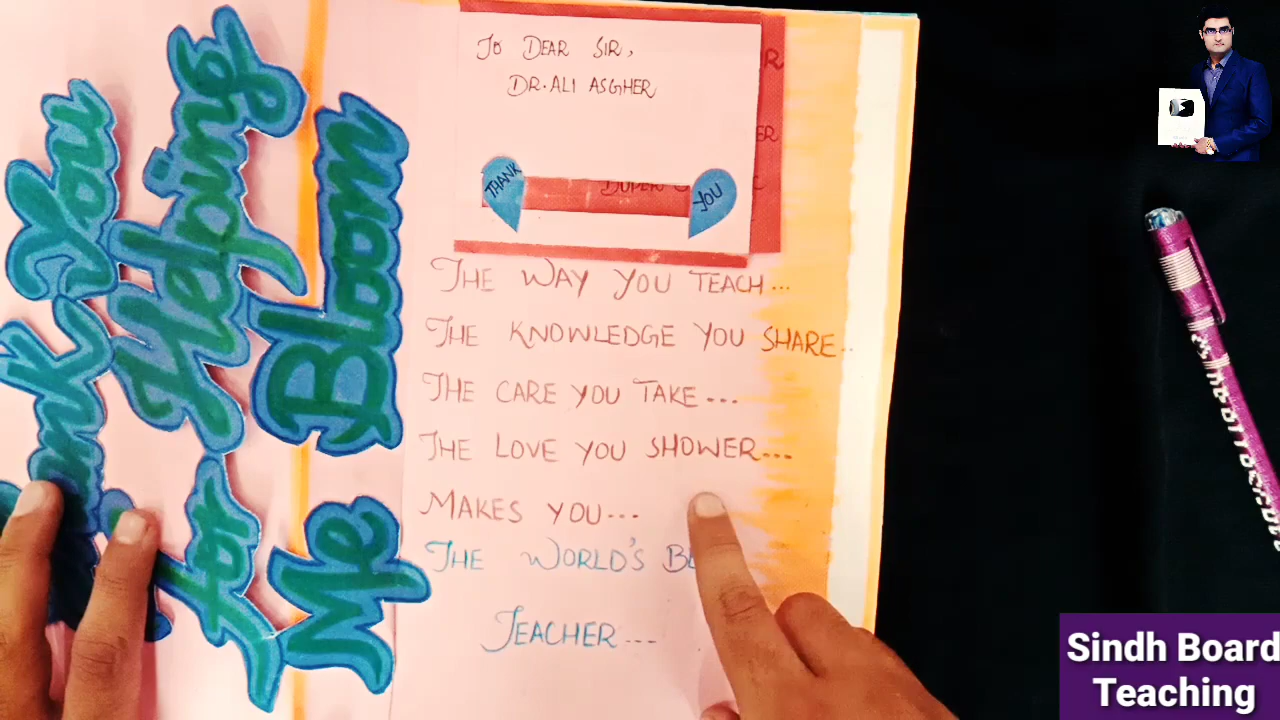 Thank You
for Helping
Me Bloom
To DEAR SIR,
DR. ALI ASGHER
THANK
YOU
THE WAY YOU TEACH...
THE KNOWLEDGE YOU SHARE..
THE CARE YOU TAKE...
THE LOVE YOU SHOWER...
MAKES YOU...
THE WORLD'S
TEACHER...
Sindh Board
Teaching